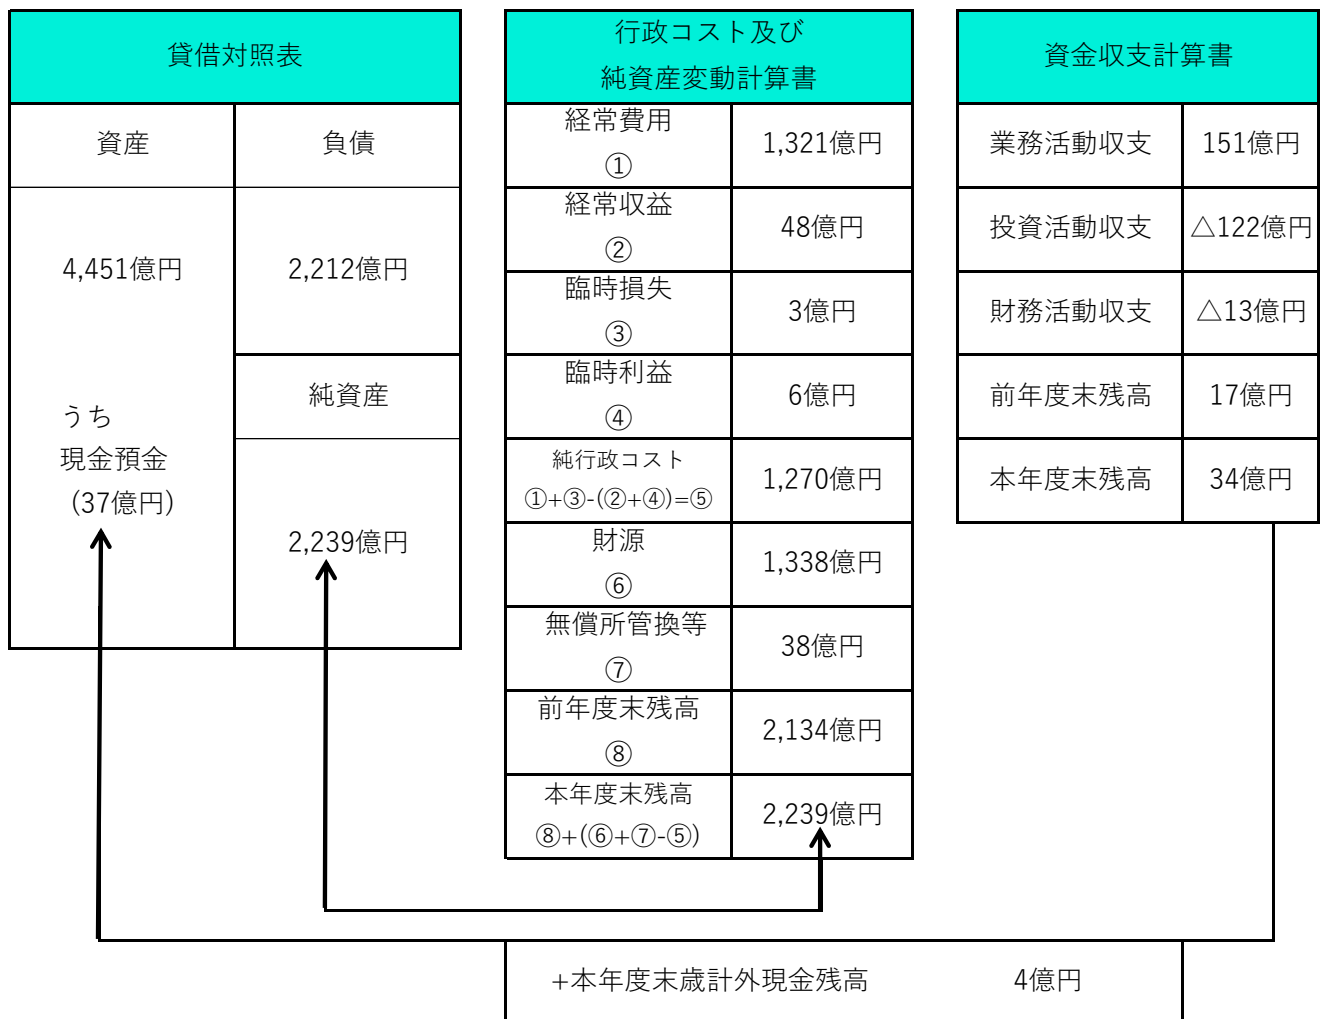 貸借対照表
資産
負債
4,451億円
2,212億円
純資産
うち
現金預金
(37億円)
2,239億円
行政コスト及び
純資産変動計算書
経常費用
①
1,321億円
経常収益
②
48億円
臨時損失
③
3億円
臨時利益
④
6億円
純行政コスト
①+③-(②+④)=⑤
1,270億円
財源
⑥
1,338億円
無償所管換等
⑦
38億円
前年度末残高
⑧
2,134億円
本年度末残高
⑧+(⑥+⑦-⑤)
2,239億円
資金収支計算書
業務活動収支
151億円
投資活動収支
△122億円
財務活動収支
△13億円
前年度末残高
17億円
本年度末残高
34億円
+本年度末歳計外現金残高 4億円